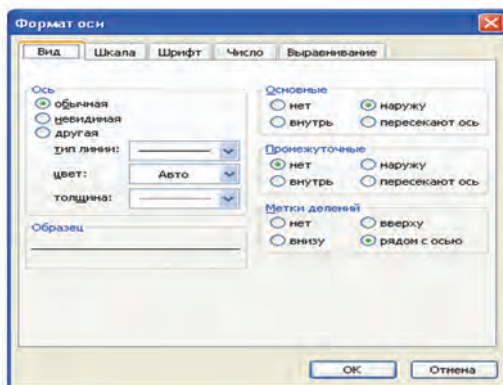 Формат оси
Вид Шкала Шрифт Число Выравнивание
Ось
обычная
невидимая
другая
тип линии:
цвет: Авто
толщина:
Образец
Основные
нет наружу
внутрь пересекают ось
Промежуточные
нет наружу
внутрь пересекают ось
Метки делений
нет вверху
внизу рядом с осью
ОК Отмена